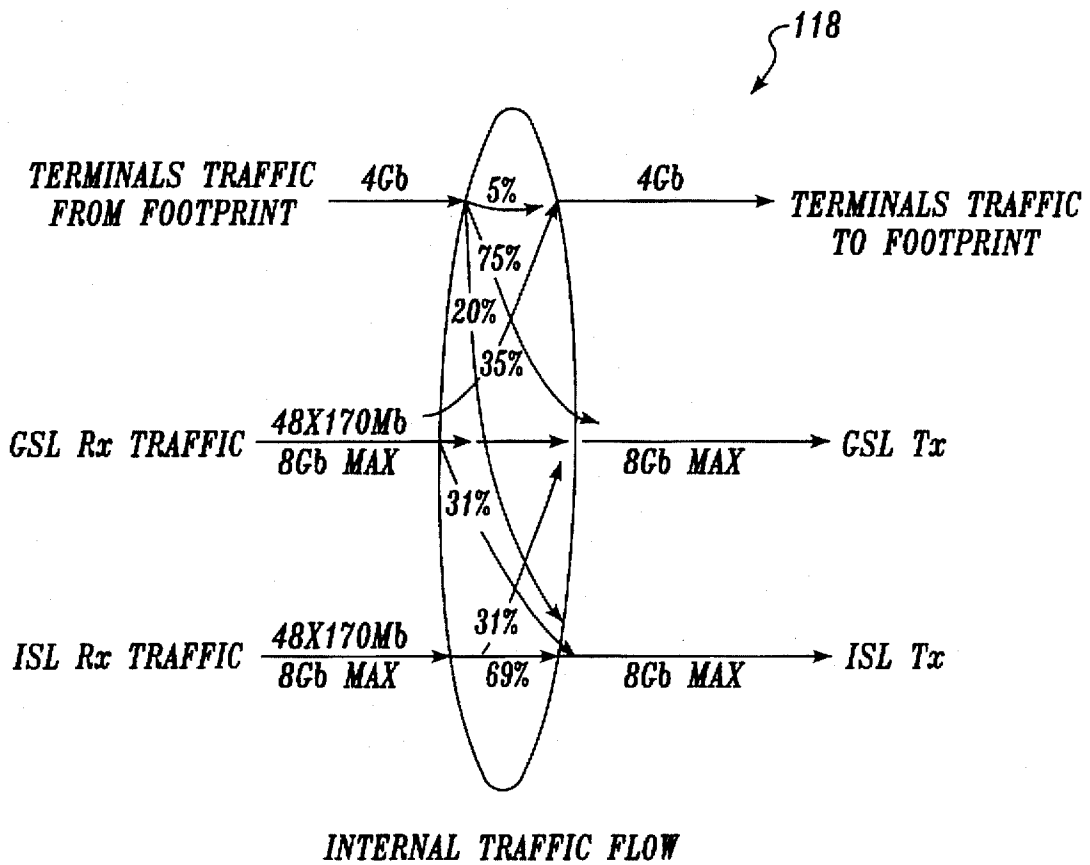 118
TERMINALS TRAFFIC
FROM FOOTPRINT
4Gb
5%
4Gb
TERMINALS TRAFFIC
TO FOOTPRINT
75%
20%
35%
GSL Rx TRAFFIC
48X170Mb
8Gb MAX
8Gb MAX
GSL Tx
31%
31%
ISL Rx TRAFFIC
48X170Mb
8Gb MAX
69%
8Gb MAX
ISL Tx
INTERNAL TRAFFIC FLOW